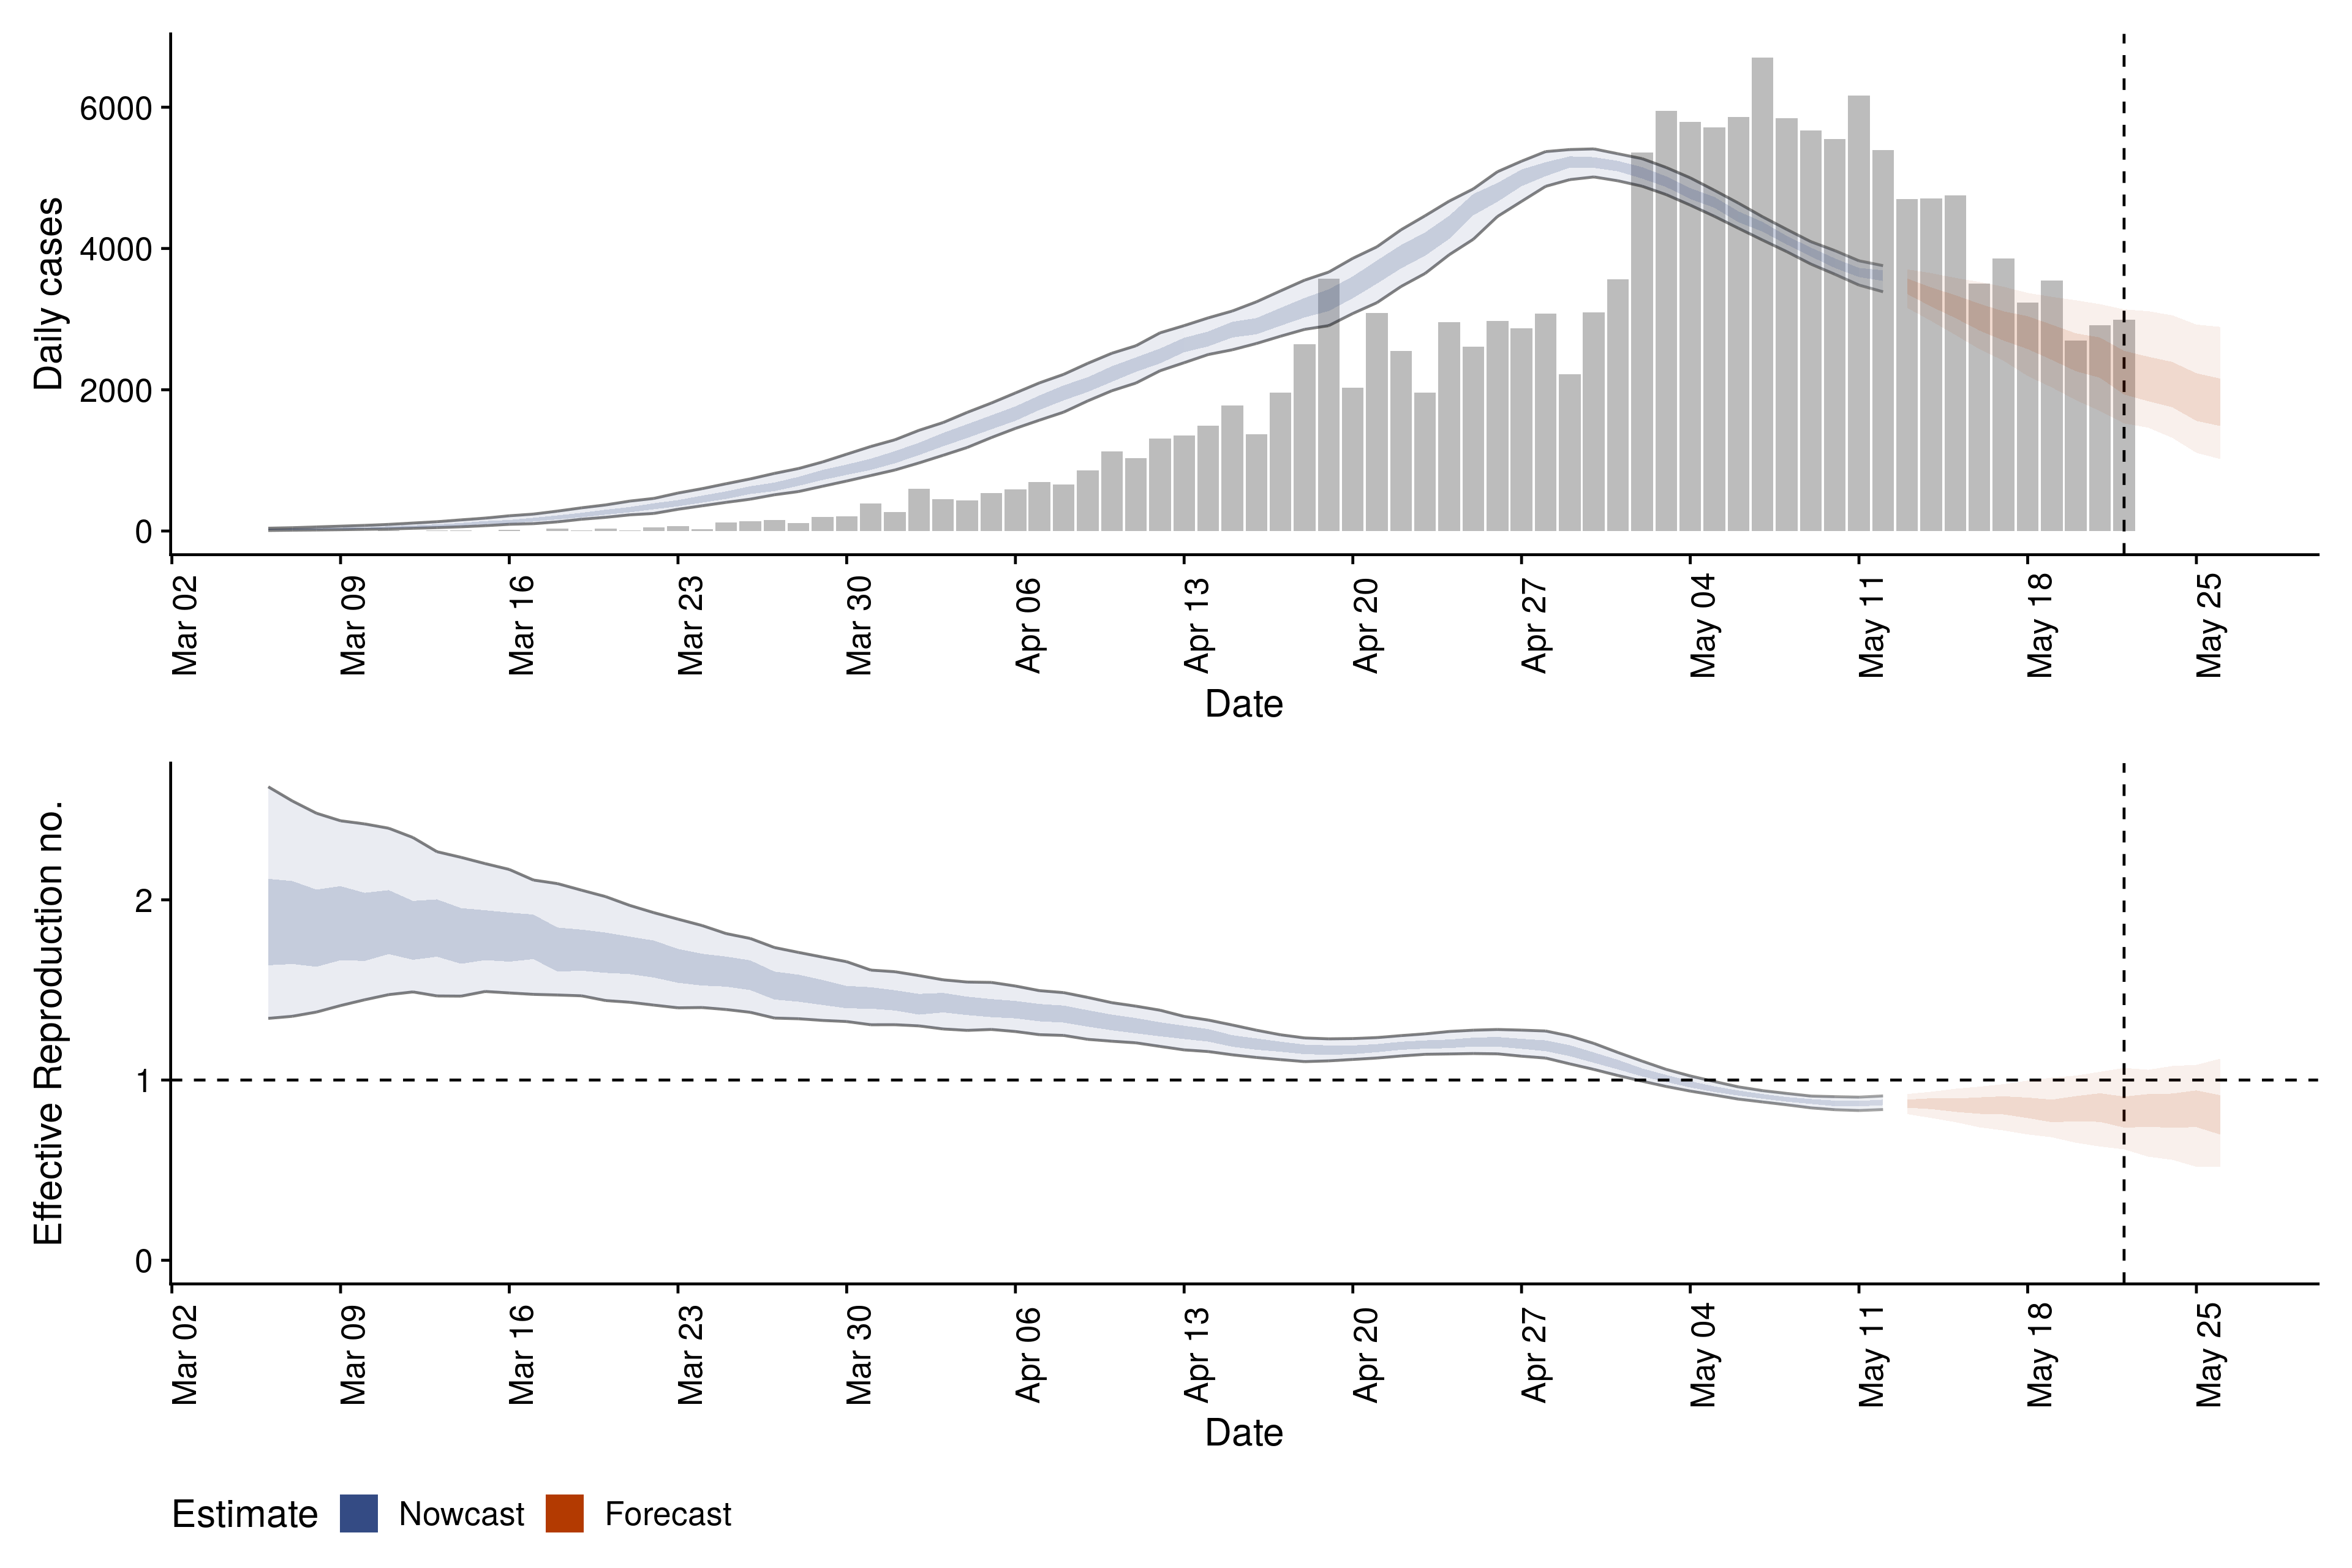 Daily cases
6000
4000
2000
0
Mar 02
Mar 09
Mar 16
Mar 23
Mar 30
Apr 06
Apr 13
Apr 20
Apr 27
May 04
May 11
May 18
May 25
Date
Effective Reproduction no.
2
1
0
Mar 02
Mar 09
Mar 16
Mar 23
Mar 30
Apr 06
Apr 13
Apr 20
Apr 27
May 04
May 11
May 18
May 25
Date
Estimate Nowcast Forecast